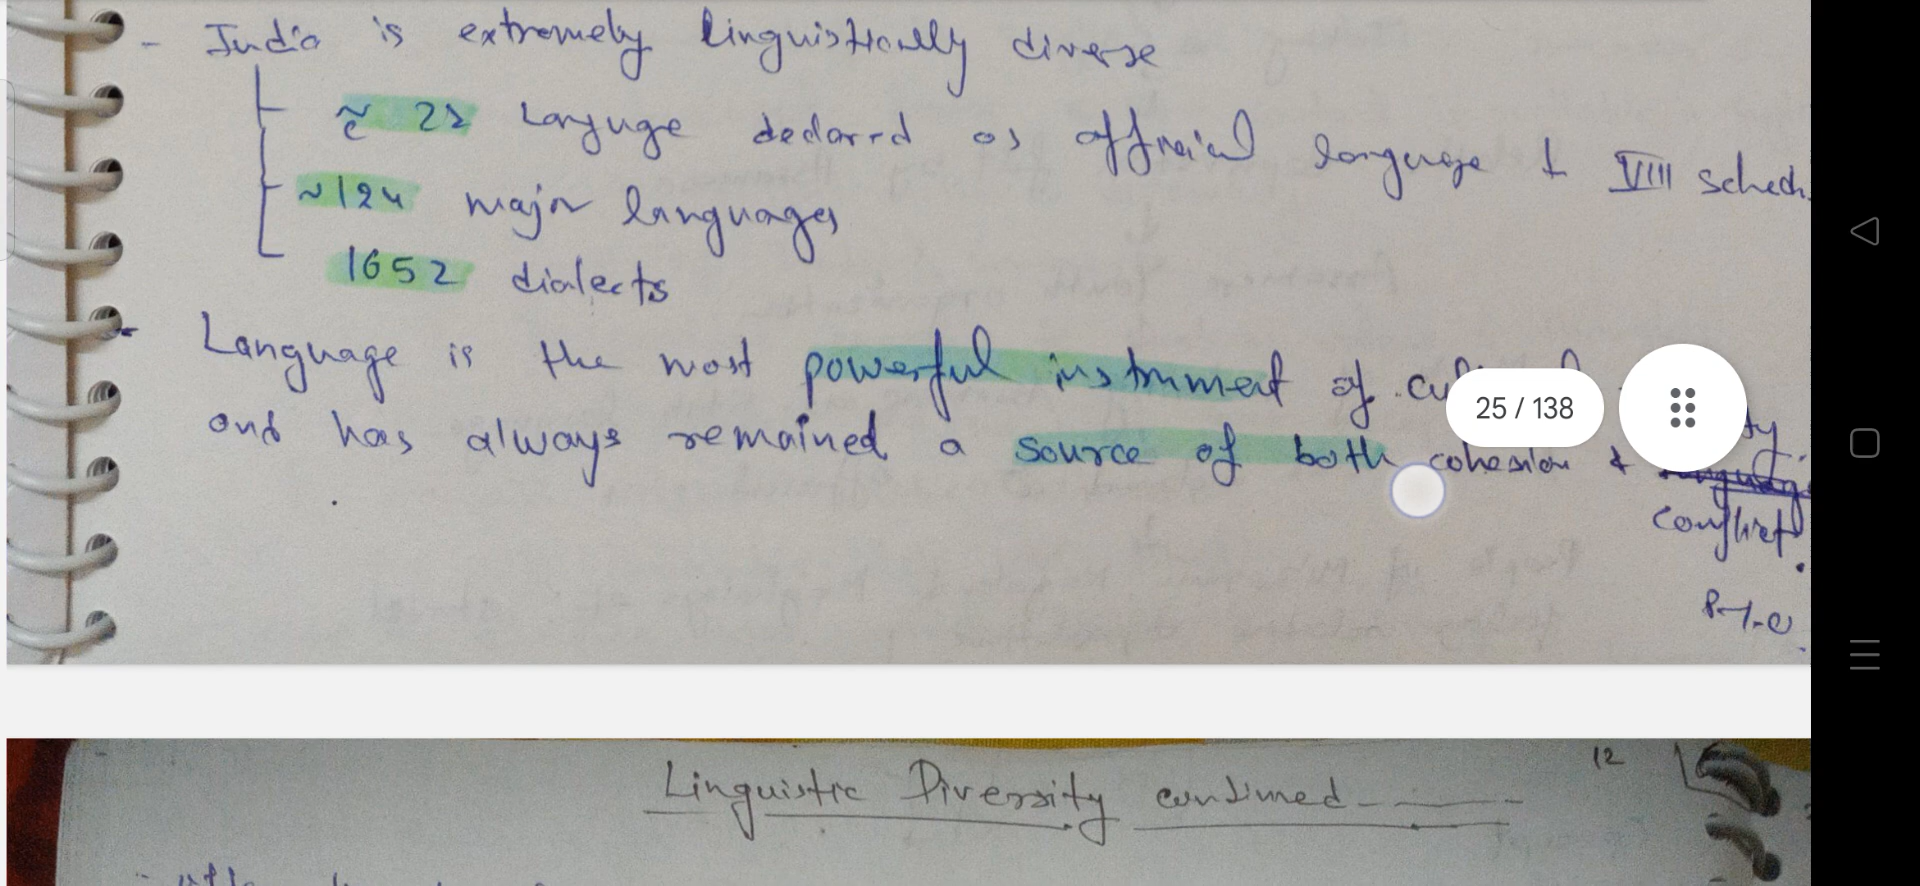 - India is extremely linguistically diverse
22 Languge declared as official language & VIII sched
~124 major languages
1652 dialects
- Language is the most powerful instrument of
and has always remained a source of both cohesion &
conflict
25 / 138
P.T.O
12
Linguistic Diversity continued